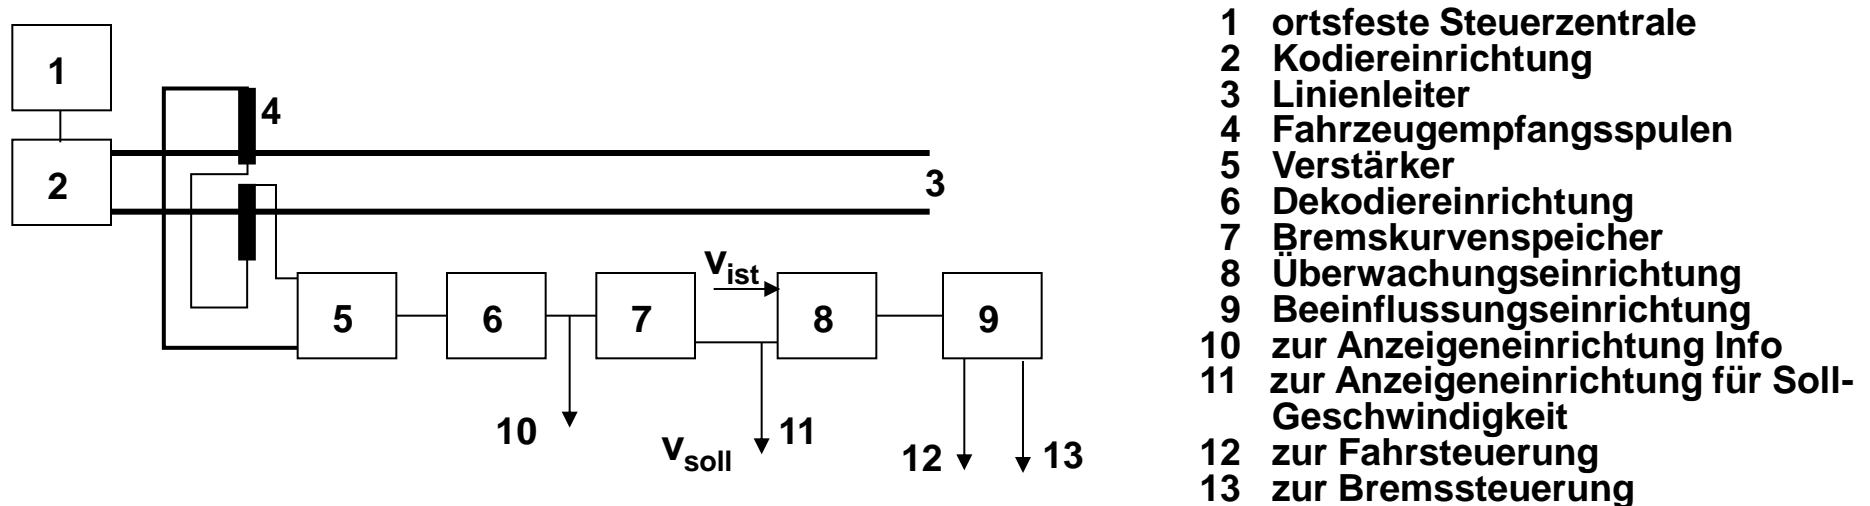 1
2
4
3
5
6
7
8
9
v_ist
10
v_soll
11
12
13
1 ortsfeste Steuerzentrale
2 Kodiereinrichtung
3 Linienleiter
4 Fahrzeugempfangsspulen
5 Verstärker
6 Dekodiereinrichtung
7 Bremskurvenspeicher
8 Überwachungseinrichtung
9 Beeinflussungseinrichtung
10 zur Anzeigeneinrichtung Info
11 zur Anzeigeneinrichtung für Soll-
Geschwindigkeit
12 zur Fahrsteuerung
13 zur Bremssteuerung